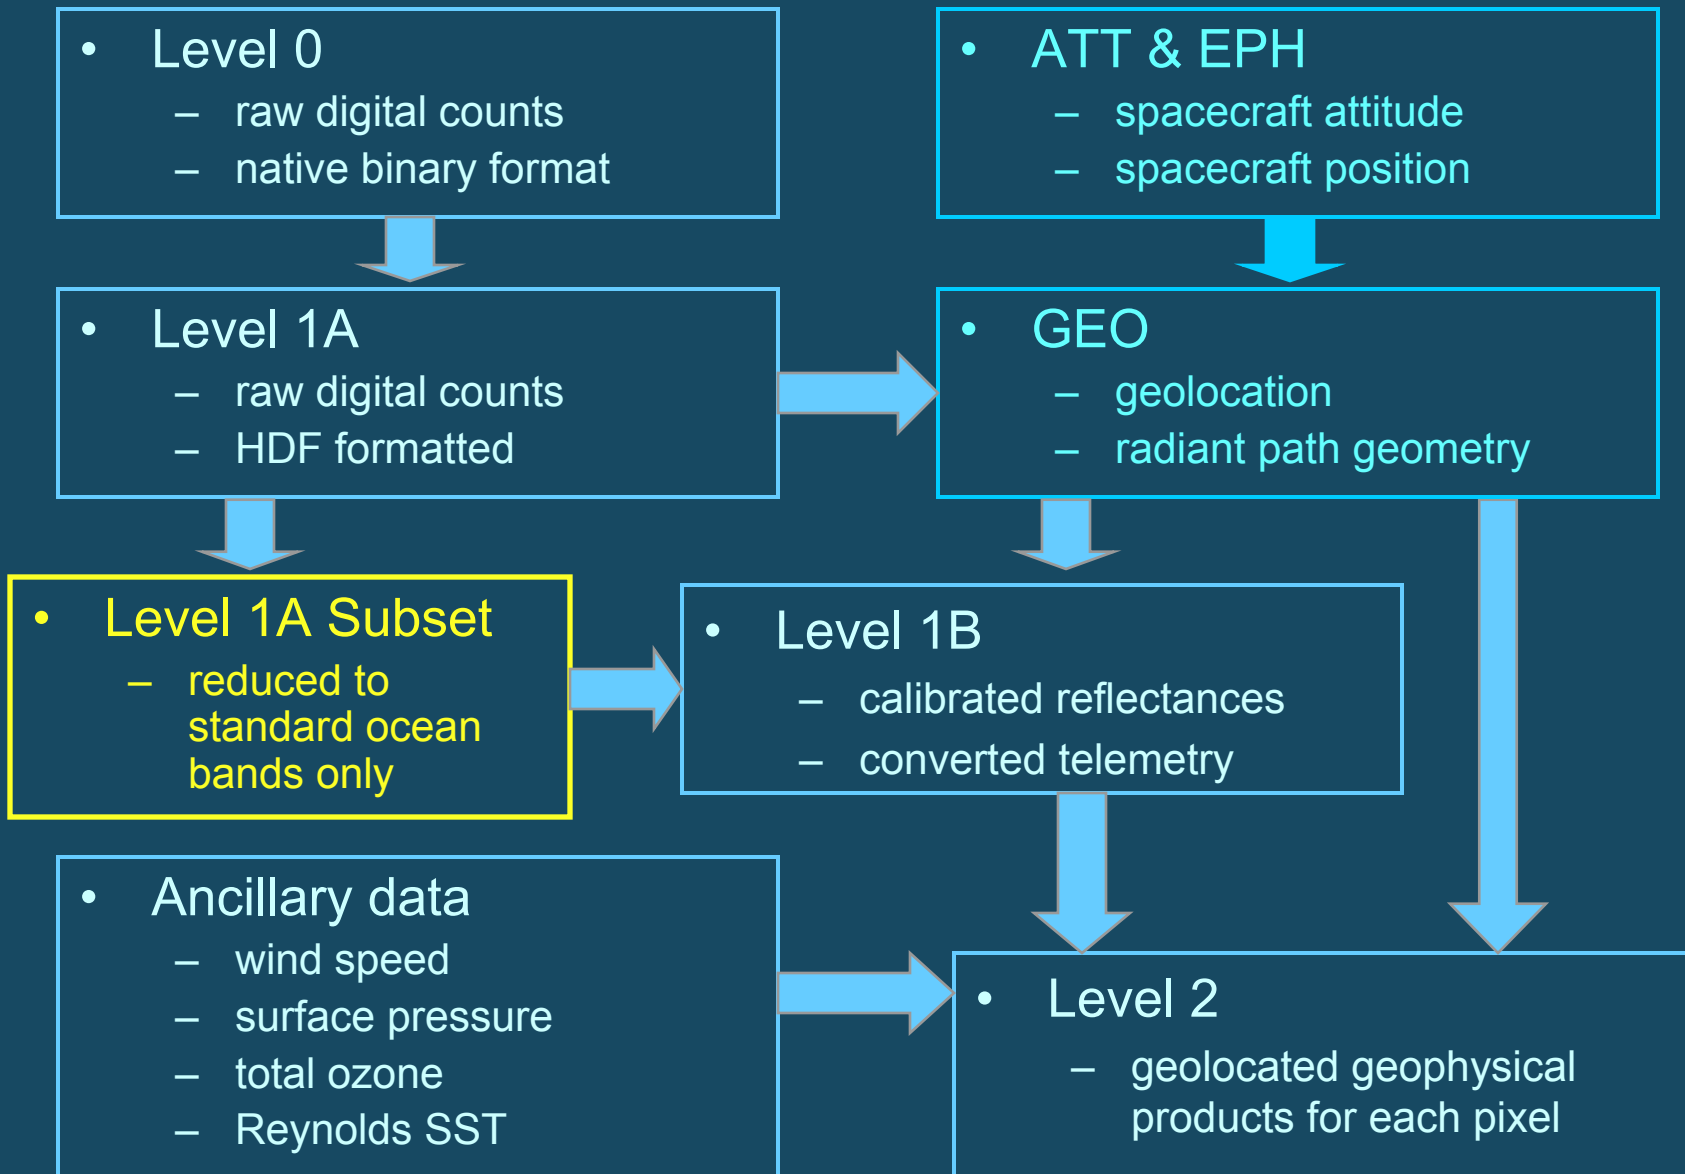 • Level 0
– raw digital counts
– native binary format
• ATT & EPH
– spacecraft attitude
– spacecraft position
• Level 1A
– raw digital counts
– HDF formatted
• GEO
– geolocation
– radiant path geometry
• Level 1A Subset
– reduced to
standard ocean
bands only
• Level 1B
– calibrated reflectances
– converted telemetry
• Ancillary data
– wind speed
– surface pressure
– total ozone
– Reynolds SST
• Level 2
– geolocated geophysical
products for each pixel